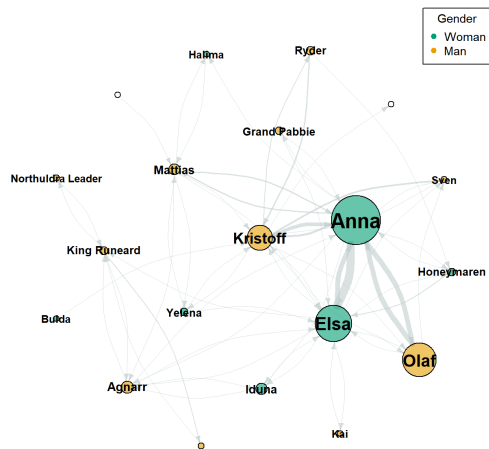 Gender
Woman
Man
Halima
Ryder
Grand Pabbie
Mattias
Northuldra Leader
Sven
Anna
Kristoff
King Runeard
Honeymaren
Yelena
Bulda
Elsa
Olaf
Agnarr
Iduna
Kai